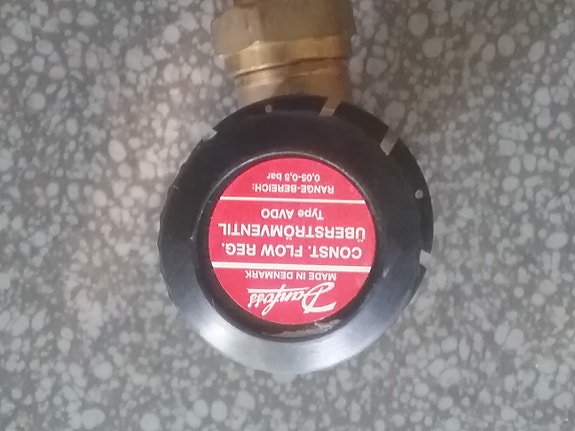 Danfoss
MADE IN DENMARK
CONST. FLOW REG.
ÜBERSTRÖMVENTIL
Type AVDO
RANGE-BEREICH:
0,05-0,5 bar